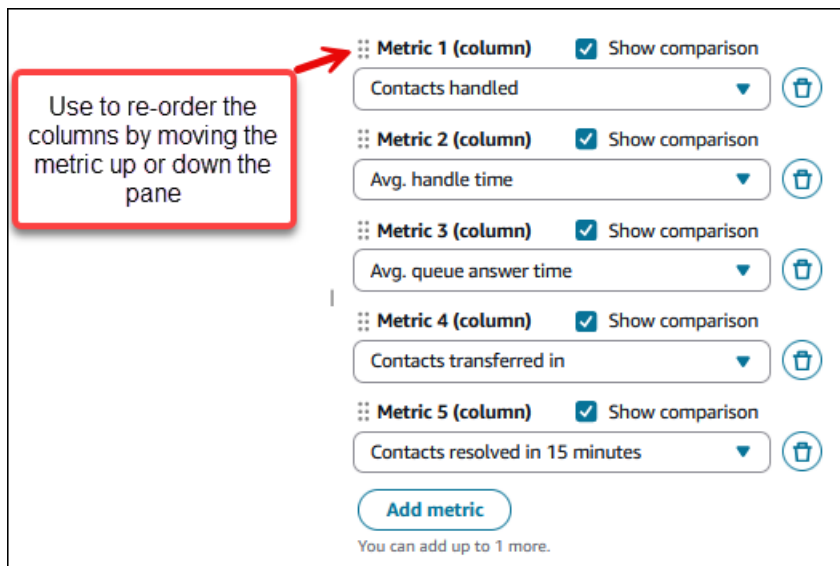 Metric 1 (column) Show comparison
Contacts handled
Use to re-order the
columns by moving the
metric up or down the
pane
Metric 2 (column) Show comparison
Avg. handle time
Metric 3 (column) Show comparison
Avg. queue answer time
Metric 4 (column) Show comparison
Contacts transferred in
Metric 5 (column) Show comparison
Contacts resolved in 15 minutes
Add metric
You can add up to 1 more.